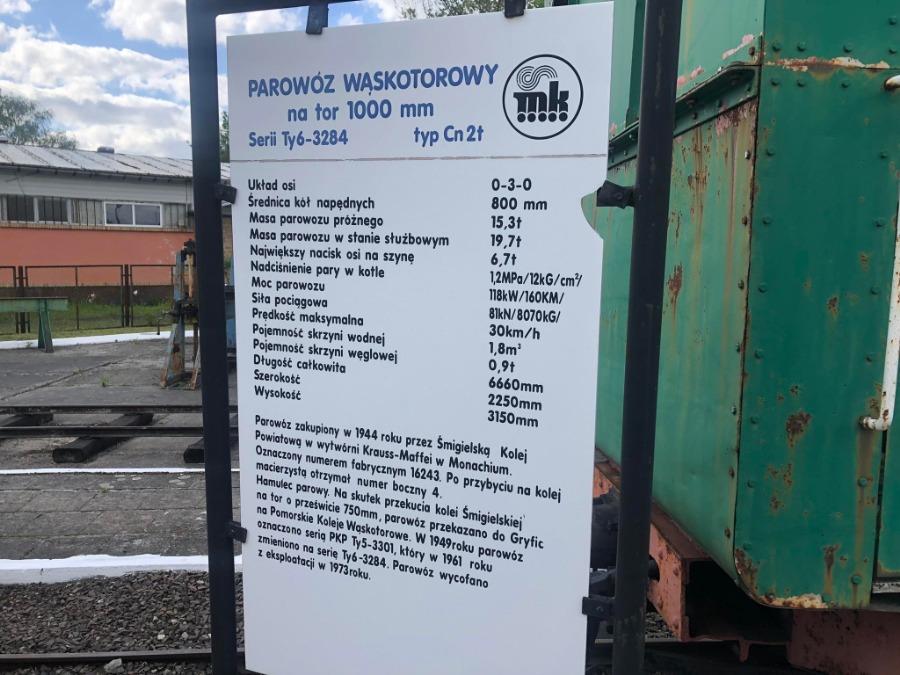 PAROWÓZ WĄSKOTOROWY
na tor 1000 mm
Serii Ty6-3284 typ Cn2t
mk
Układ osi 0-3-0
Średnica kół napędnych 800 mm
Masa parowozu próżnego 15,3t
Masa parowozu w stanie służbowym 19,7t
Największy nacisk osi na szynę 6,7t
Nadciśnienie pary w kotle 1,2MPa/12kG/cm²/
Moc parowozu 118kW/160KM/
Siła pociągowa 81kN/8070kG/
Prędkość maksymalna 30km/h
Pojemność skrzyni wodnej 1,8m³
Pojemność skrzyni węglowej 0,9t
Długość całkowita 6660mm
Szerokość 2250mm
Wysokość 3150mm
Parowóz zakupiony w 1944 roku przez Śmigielską Kolej
Powiatową w wytwórni Krauss-Maffei w Monachium.
Oznaczony numerem fabrycznym 16243. Po przybyciu na kolej
macierzystą otrzymał numer boczny 4.
Hamulec parowy. Na skutek przekucia kolei Śmigielskiej
na tor o prześwicie 750mm, parowóz przekazano do Gryfic
na Pomorskie Koleje Wąskotorowe. W 1949roku parowóz
oznaczono serią PKP Ty5-3301, który w 1961 roku
zmieniono na serię Ty6-3284. Parowóz wycofano
z eksploatacji w 1973roku.